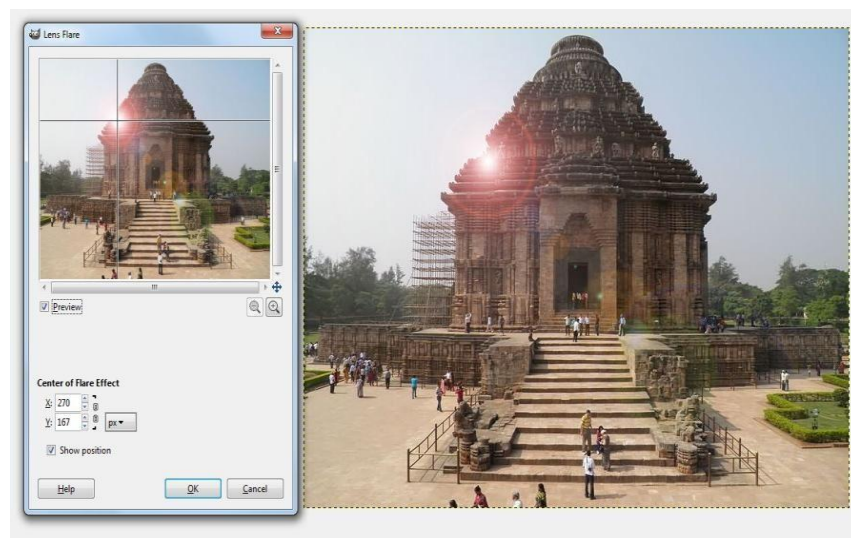 Lens Flare
Preview
Center of Flare Effect
X: 270
Y: 167 px
Show position
Help OK Cancel